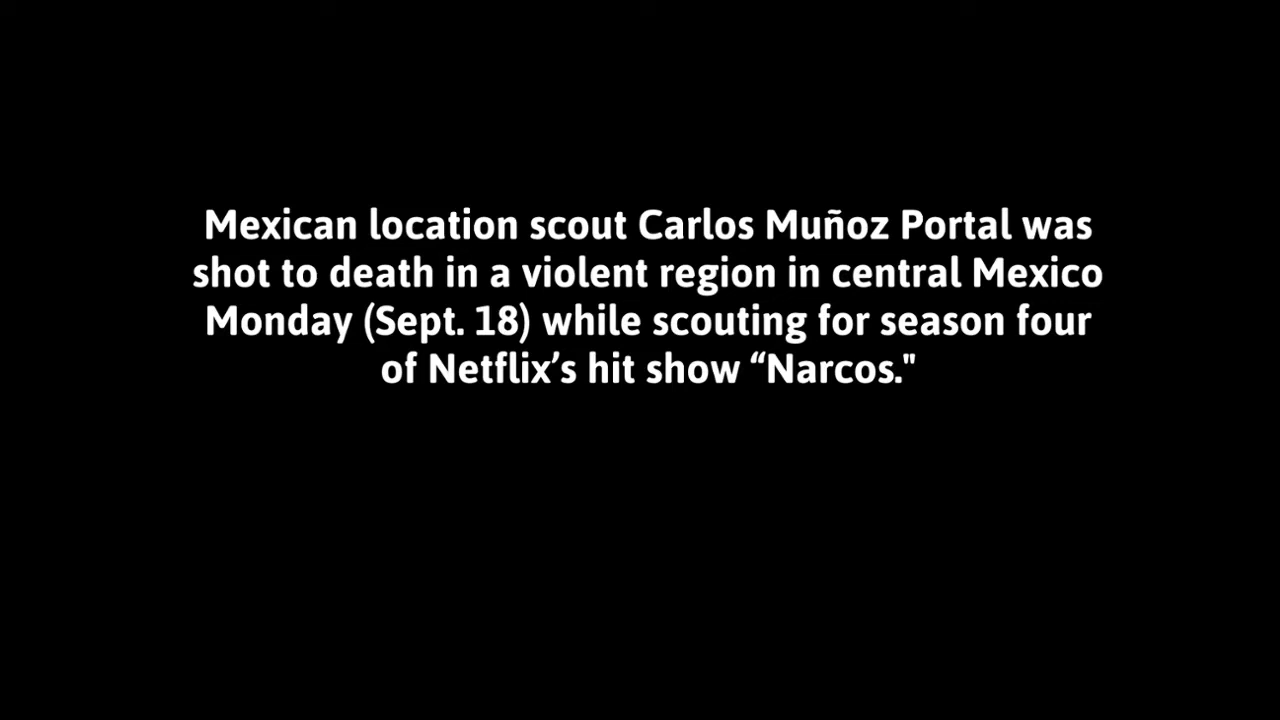 Mexican location scout Carlos Muñoz Portal was
shot to death in a violent region in central Mexico
Monday (Sept. 18) while scouting for season four
of Netflix’s hit show “Narcos."